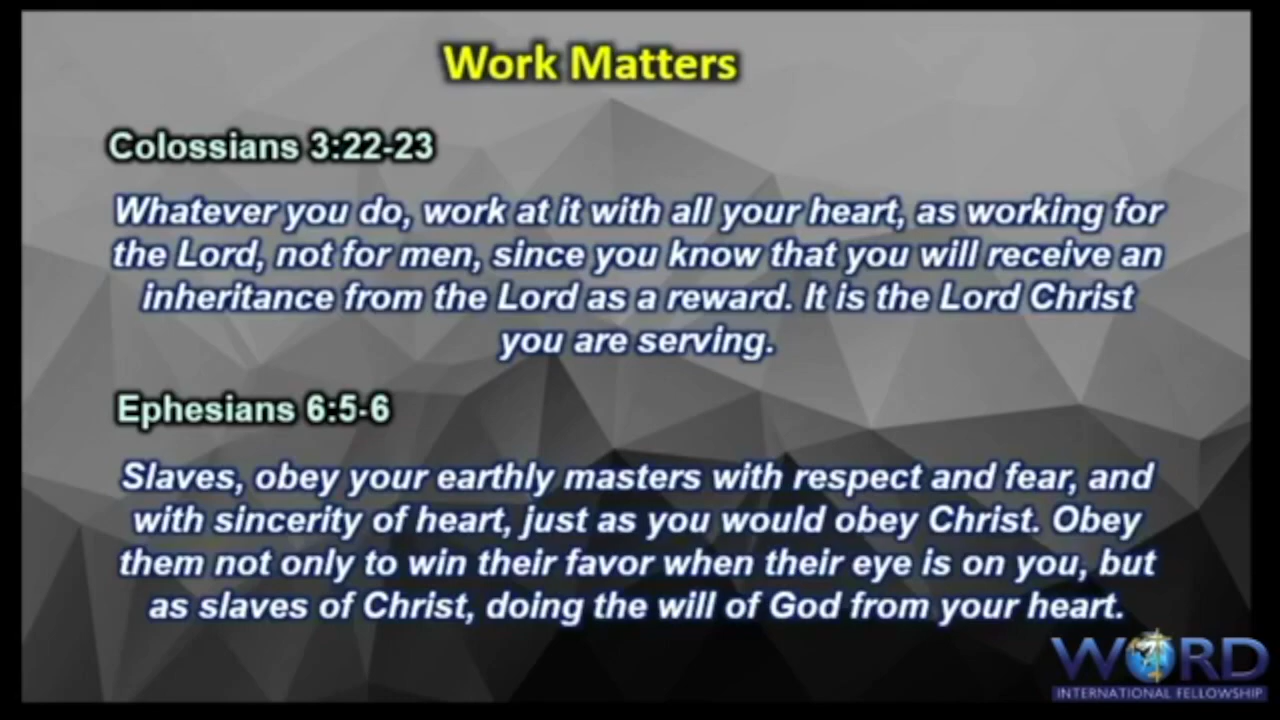 Work Matters
Colossians 3:22-23
Whatever you do, work at it with all your heart, as working for
the Lord, not for men, since you know that you will receive an
inheritance from the Lord as a reward. It is the Lord Christ
you are serving.
Ephesians 6:5-6
Slaves, obey your earthly masters with respect and fear, and
with sincerity of heart, just as you would obey Christ. Obey
them not only to win their favor when their eye is on you, but
as slaves of Christ, doing the will of God from your heart.
WORD
INTERNATIONAL FELLOWSHIP